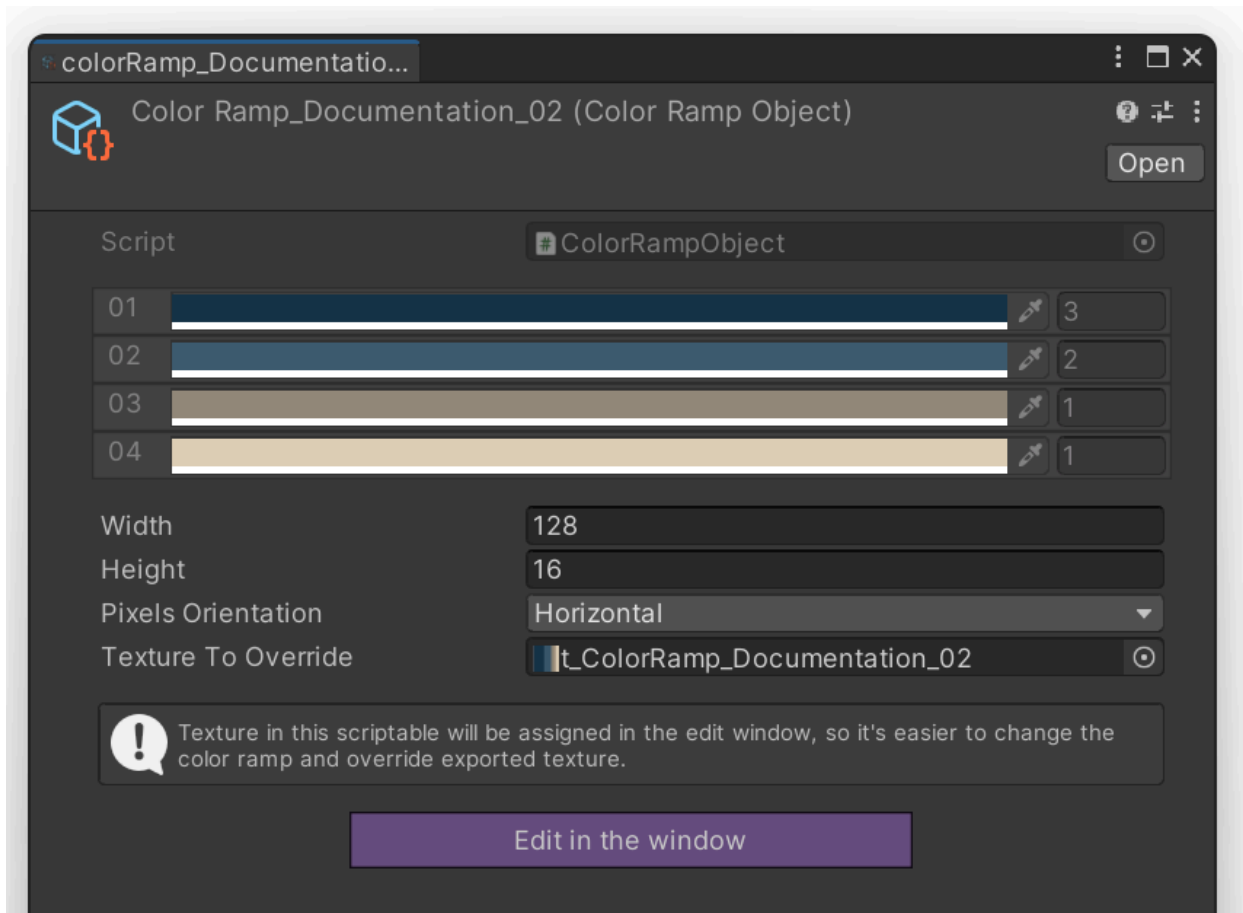 colorRamp_Documentatio...
Color Ramp_Documentation_02 (Color Ramp Object)
Open
Script
# ColorRampObject
01 3
02 2
03 1
04 1
Width 128
Height 16
Pixels Orientation Horizontal
Texture To Override t_ColorRamp_Documentation_02
Texture in this scriptable will be assigned in the edit window, so it's easier to change the
color ramp and override exported texture.
Edit in the window